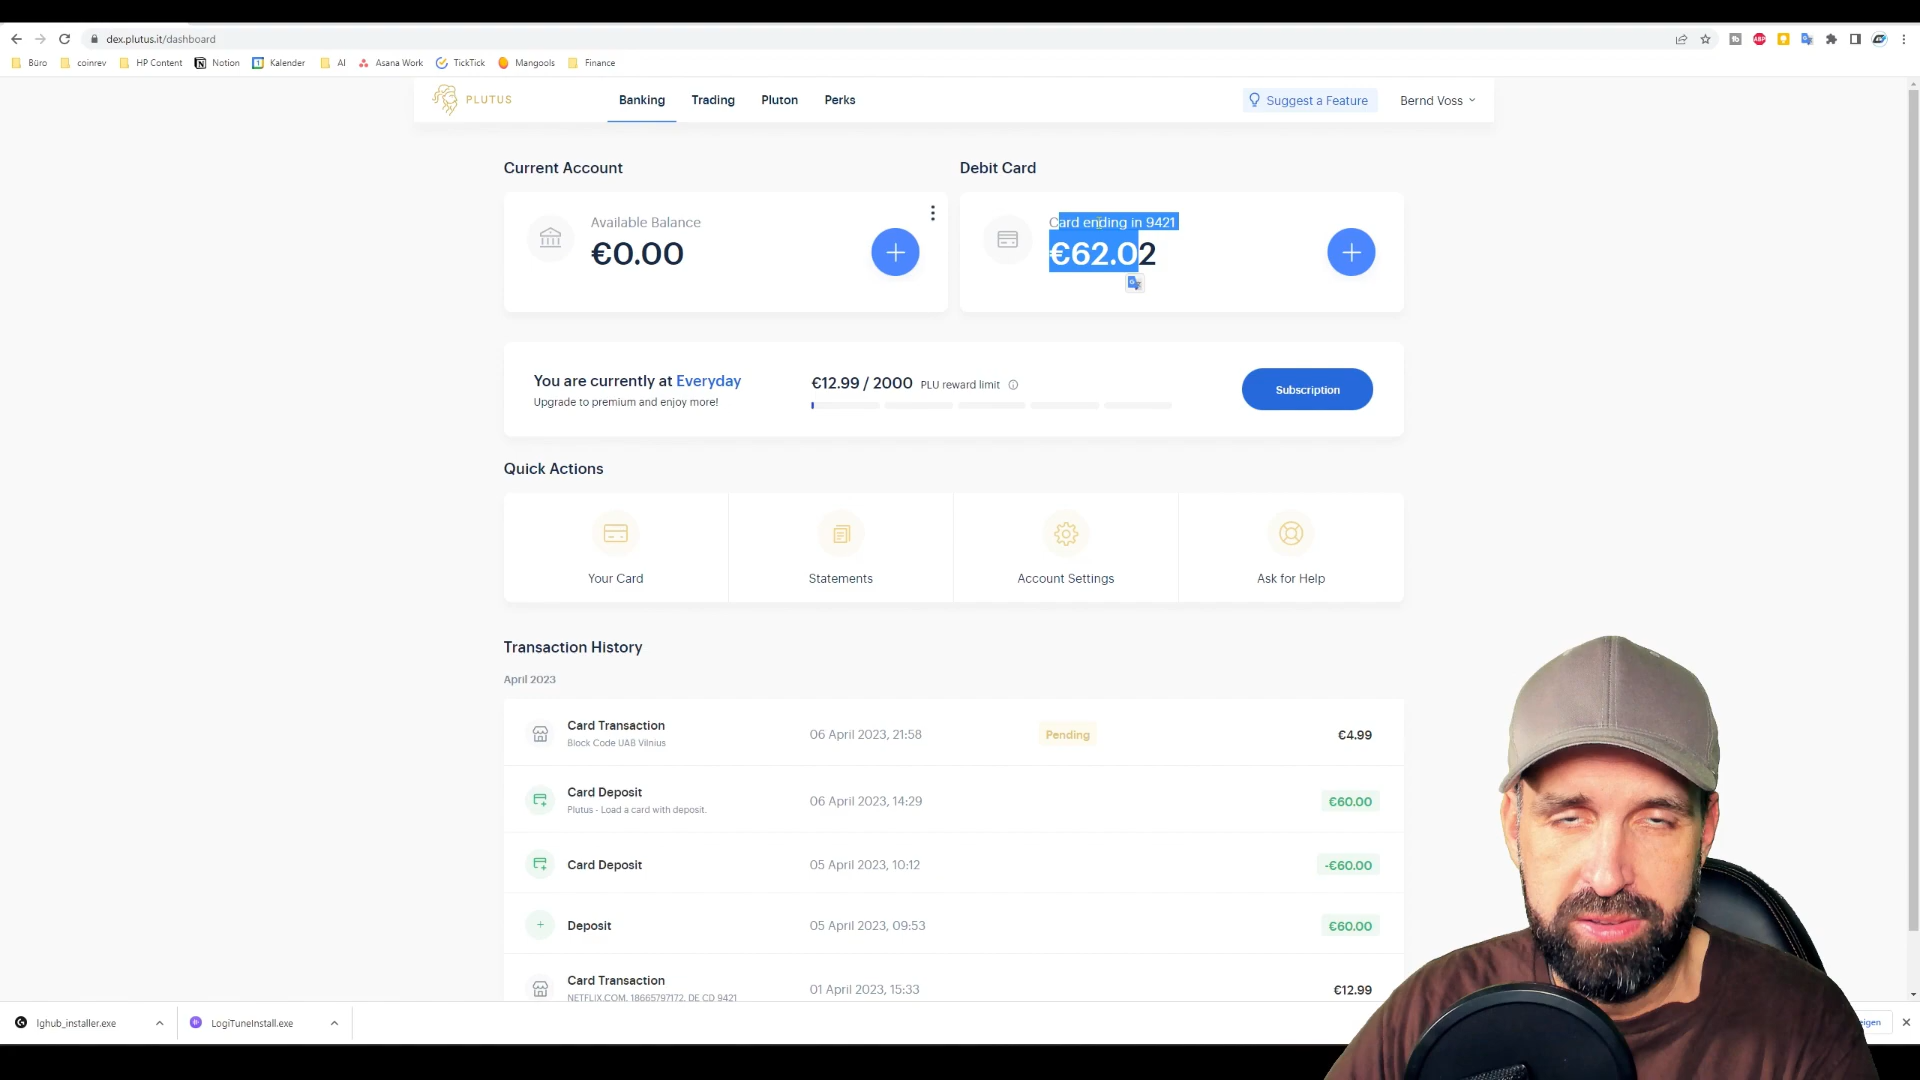 dex.plutus.it/dashboard
Büro
coinrev
HP Content
Notion
Kalender
AI
Asana Work
TickTick
Mangools
Finance
PLUTUS
Banking
Trading
Pluton
Perks
Suggest a Feature
Bernd Voss
Current Account
Debit Card
Available Balance
€0.00
Card ending in 9421
€62.02
You are currently at Everyday
Upgrade to premium and enjoy more!
€12.99 / 2000 PLU reward limit
Subscription
Quick Actions
Your Card
Statements
Account Settings
Ask for Help
Transaction History
April 2023
Card Transaction
Block Code UAB Vilnius
06 April 2023, 21:58
Pending
€4.99
Card Deposit
Plutus - Load a card with deposit.
06 April 2023, 14:29
€60.00
Card Deposit
05 April 2023, 10:12
-€60.00
Deposit
05 April 2023, 09:53
€60.00
Card Transaction
NETFLIX.COM, 18665797172, DE CD 9421
01 April 2023, 15:33
€12.99
lghub_installer.exe
LogiTuneInstall.exe